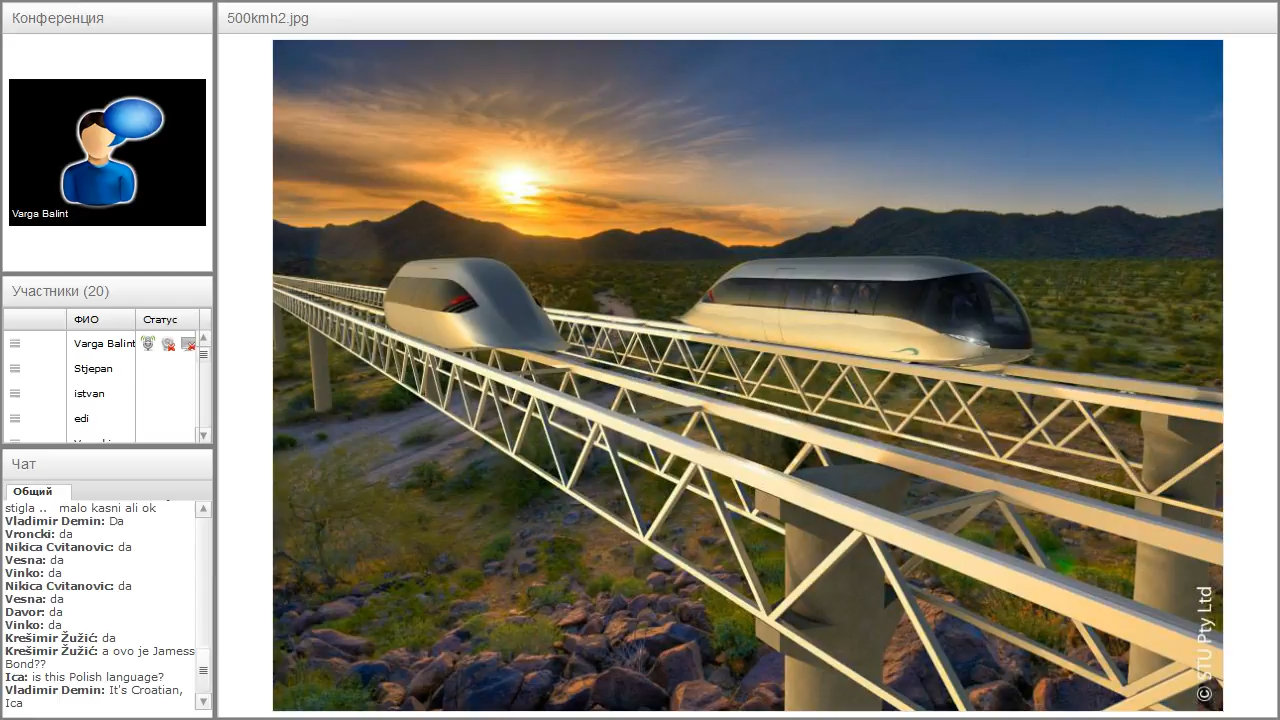 Конференция
500kmh2.jpg
Varga Balint
Участники (20)
ФИО
Статус
Varga Balint
Stjepan
istvan
edi
Чат
Общий
stigla .. malo kasni ali ok
Vladimir Demin: Da
Vroncki: da
Nikica Cvitanovic: da
Vesna: da
Vinko: da
Nikica Cvitanovic: da
Vesna: da
Davor: da
Vinko: da
Krešimir Žužić: da
Krešimir Žužić: a ovo je Jamess
Bond??
Ica: is this Polish language?
Vladimir Demin: It's Croatian,
Ica
© STU Pty Ltd